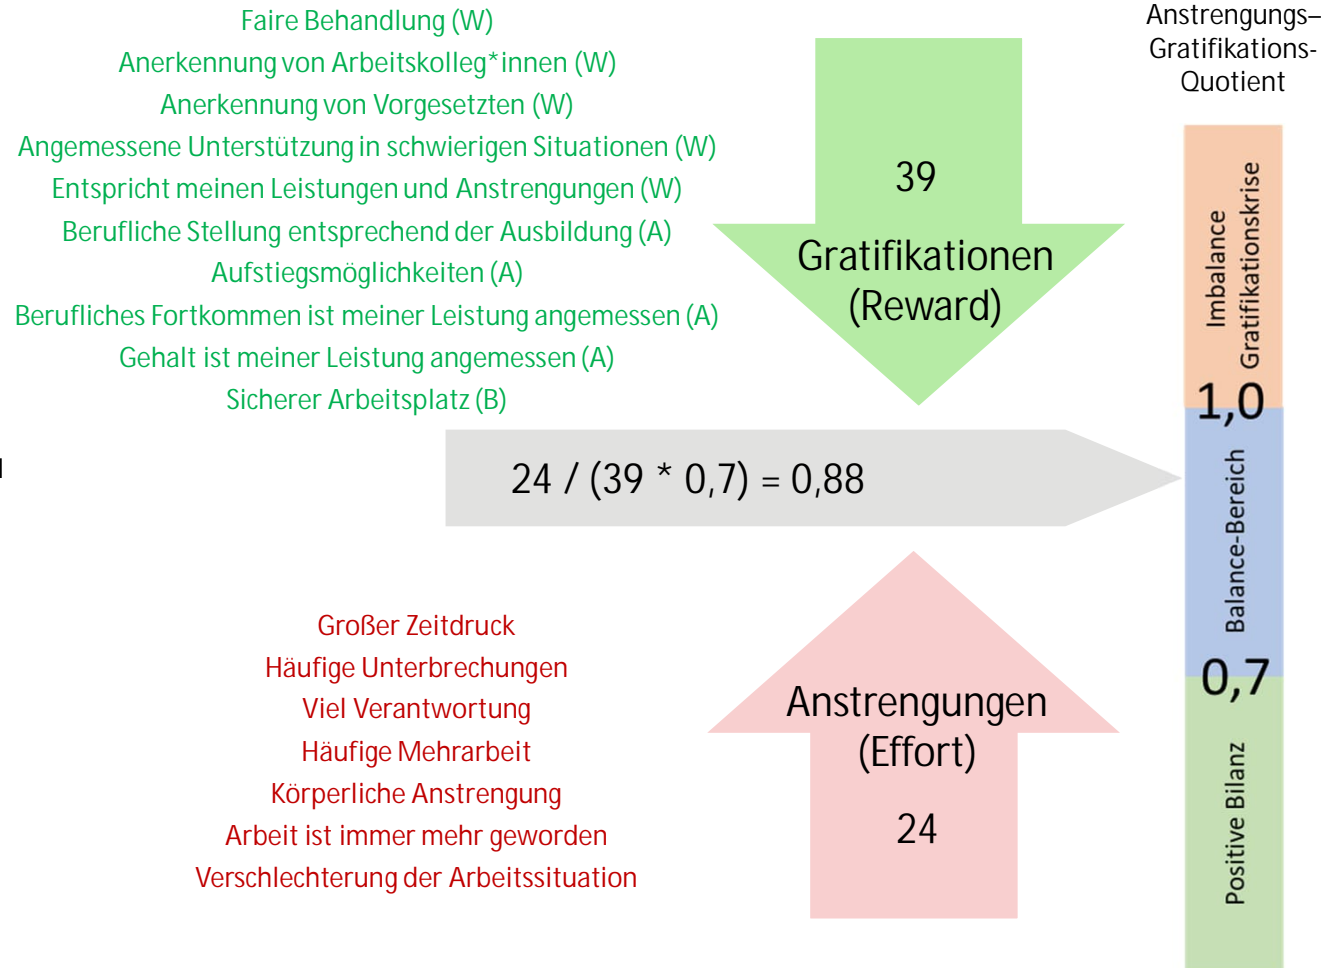 Faire Behandlung (W)
Anerkennung von Arbeitskolleg*innen (W)
Anerkennung von Vorgesetzten (W)
Angemessene Unterstützung in schwierigen Situationen (W)
Entspricht meinen Leistungen und Anstrengungen (W)
Berufliche Stellung entsprechend der Ausbildung (A)
Aufstiegsmöglichkeiten (A)
Berufliches Fortkommen ist meiner Leistung angemessen (A)
Gehalt ist meiner Leistung angemessen (A)
Sicherer Arbeitsplatz (B)
39
Gratifikationen
(Reward)
24 / (39 * 0,7) = 0,88
Großer Zeitdruck
Häufige Unterbrechungen
Viel Verantwortung
Häufige Mehrarbeit
Körperliche Anstrengung
Arbeit ist immer mehr geworden
Verschlechterung der Arbeitssituation
Anstrengungen
(Effort)
24
Anstrengungs–
Gratifikations-
Quotient
Imbalance
Gratifikationskrise
1,0
Balance-Bereich
0,7
Positive Bilanz